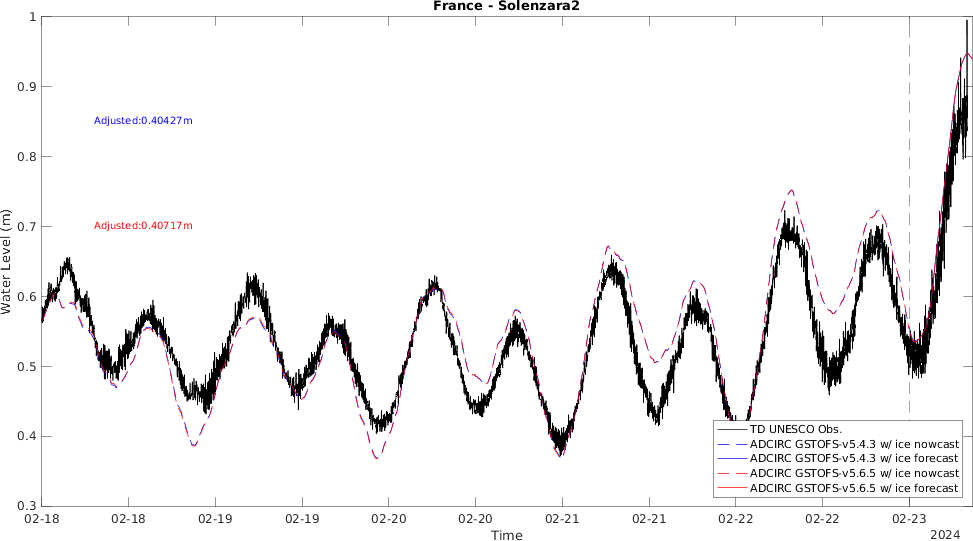 France - Solenzara2
1
0.9
0.8
0.7
0.6
0.5
0.4
0.3
Water Level (m)
Adjusted:0.40427m
Adjusted:0.40717m
TD UNESCO Obs.
ADCIRC GSTOFS-v5.4.3 w/ ice nowcast
ADCIRC GSTOFS-v5.4.3 w/ ice forecast
ADCIRC GSTOFS-v5.6.5 w/ ice nowcast
ADCIRC GSTOFS-v5.6.5 w/ ice forecast
02-18 02-18 02-19 02-19 02-20 02-20 02-21 02-21 02-22 02-22 02-23
Time
2024